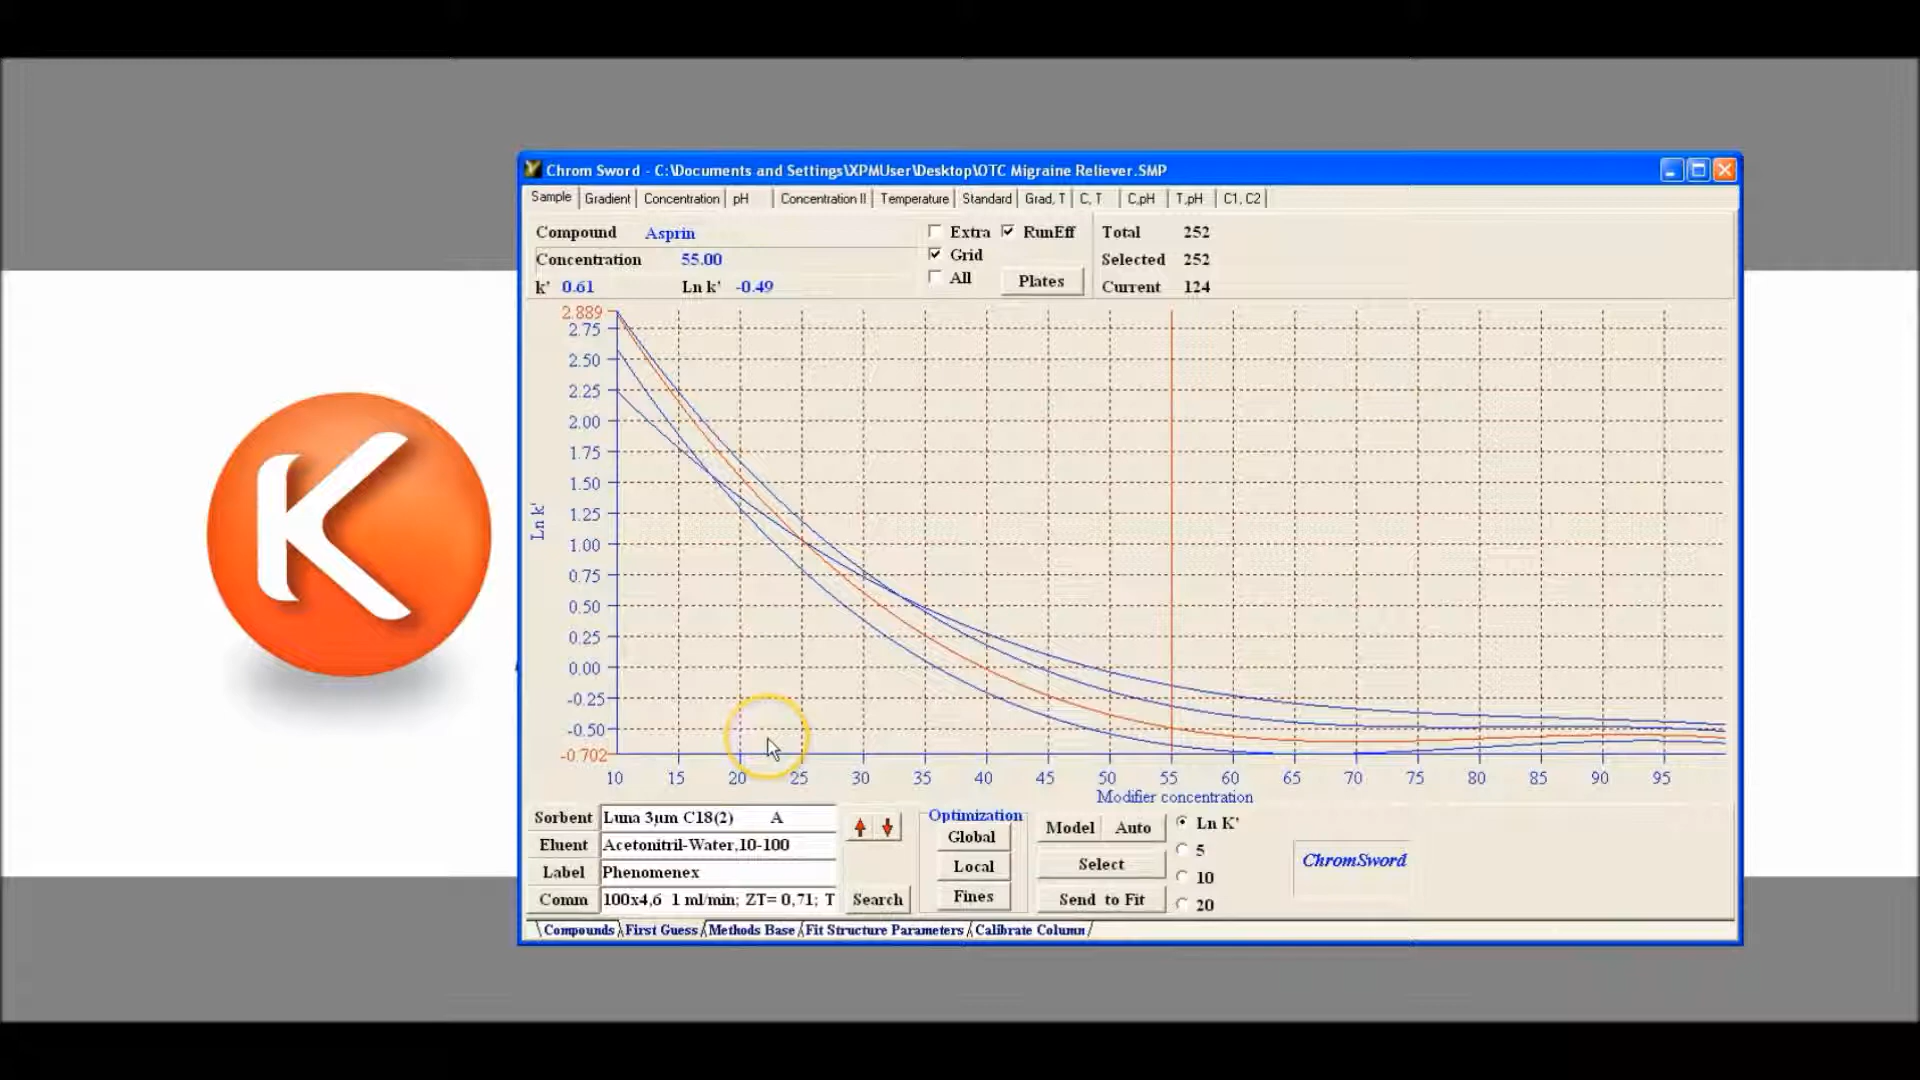 K
Chrom Sword - C:\Documents and Settings\XPMUser\Desktop\OTC Migraine Reliever.SMP
Sample Gradient Concentration pH Concentration II Temperature Standard Grad, T C, T C,pH T,pH C1, C2
Compound Asprin Extra RunEff Total 252
Concentration 55.00 Grid Selected 252
k' 0.61 Ln k' -0.49 All Plates Current 124
2.889
2.75
2.50
2.25
2.00
1.75
1.50
1.25
Ln k'
1.00
0.75
0.50
0.25
0.00
-0.25
-0.50
-0.702
10 15 20 25 30 35 40 45 50 55 60 65 70 75 80 85 90 95
Modifier concentration
Sorbent Luna 3µm C18(2) A Optimization Model Auto Ln K'
Eluent Acetonitril-Water,10-100 Global 5
Label Phenomenex Local Select 10
Comm 100x4,6 1 ml/min; ZT= 0,71; T Search Fines Send to Fit 20
ChromSword
Compounds First Guess Methods Base Fit Structure Parameters Calibrate Column